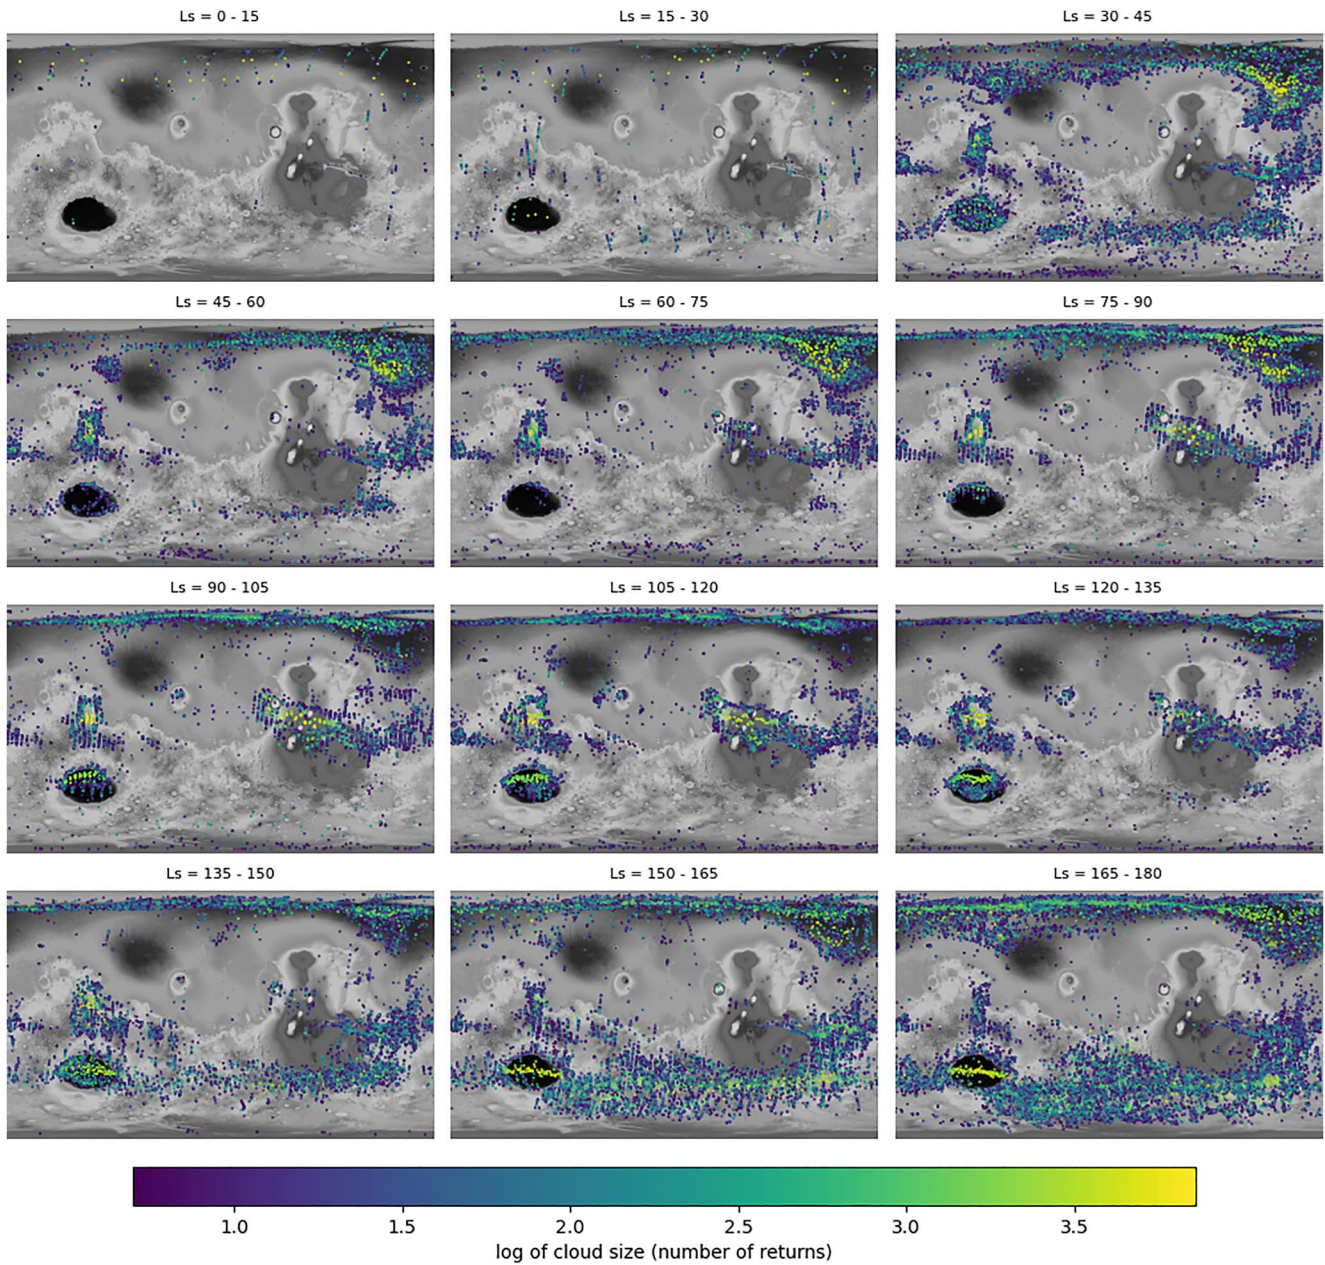 Ls = 0 - 15
Ls = 15 - 30
Ls = 30 - 45
Ls = 45 - 60
Ls = 60 - 75
Ls = 75 - 90
Ls = 90 - 105
Ls = 105 - 120
Ls = 120 - 135
Ls = 135 - 150
Ls = 150 - 165
Ls = 165 - 180
1.0 1.5 2.0 2.5 3.0 3.5
log of cloud size (number of returns)